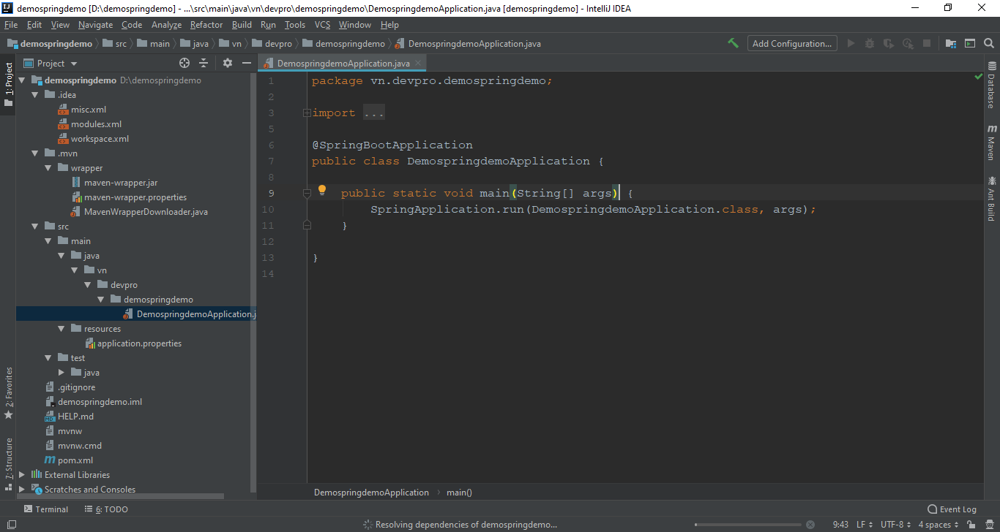 demospringdemo [D:\demospringdemo] - ...\src\main\java\vn\devpro\demospringdemo\DemospringdemoApplication.java [demospringdemo] - IntelliJ IDEA
File Edit View Navigate Code Analyze Refactor Build Run Tools VCS Window Help
demospringdemo src main java vn devpro demospringdemo DemospringdemoApplication.java Add Configuration...
Project
DemospringdemoApplication.java
1: Project
2: Favorites
7: Structure
demospringdemo D:\demospringdemo
.idea
misc.xml
modules.xml
workspace.xml
.mvn
wrapper
maven-wrapper.jar
maven-wrapper.properties
MavenWrapperDownloader.java
src
main
java
vn
devpro
demospringdemo
DemospringdemoApplication.j
resources
application.properties
test
java
.gitignore
demospringdemo.iml
HELP.md
mvnw
mvnw.cmd
pom.xml
External Libraries
Scratches and Consoles
1 package vn.devpro.demospringdemo;
2
3 import ...
5
6 @SpringBootApplication
7 public class DemospringdemoApplication {
8
9 public static void main(String[] args) {
10 SpringApplication.run(DemospringdemoApplication.class, args);
11 }
12
13 }
14
DemospringdemoApplication › main()
Database
Maven
Ant Build
Terminal 6: TODO Event Log
Resolving dependencies of demospringdemo... 9:43 LF UTF-8 4 spaces